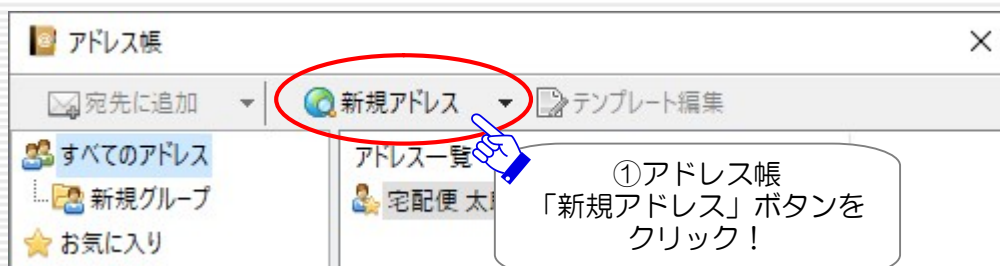 アドレス帳
宛先に追加
新規アドレス
テンプレート編集
すべてのアドレス
アドレス一覧
新規グループ
宅配便 太
お気に入り
①アドレス帳
「新規アドレス」ボタンを
クリック！